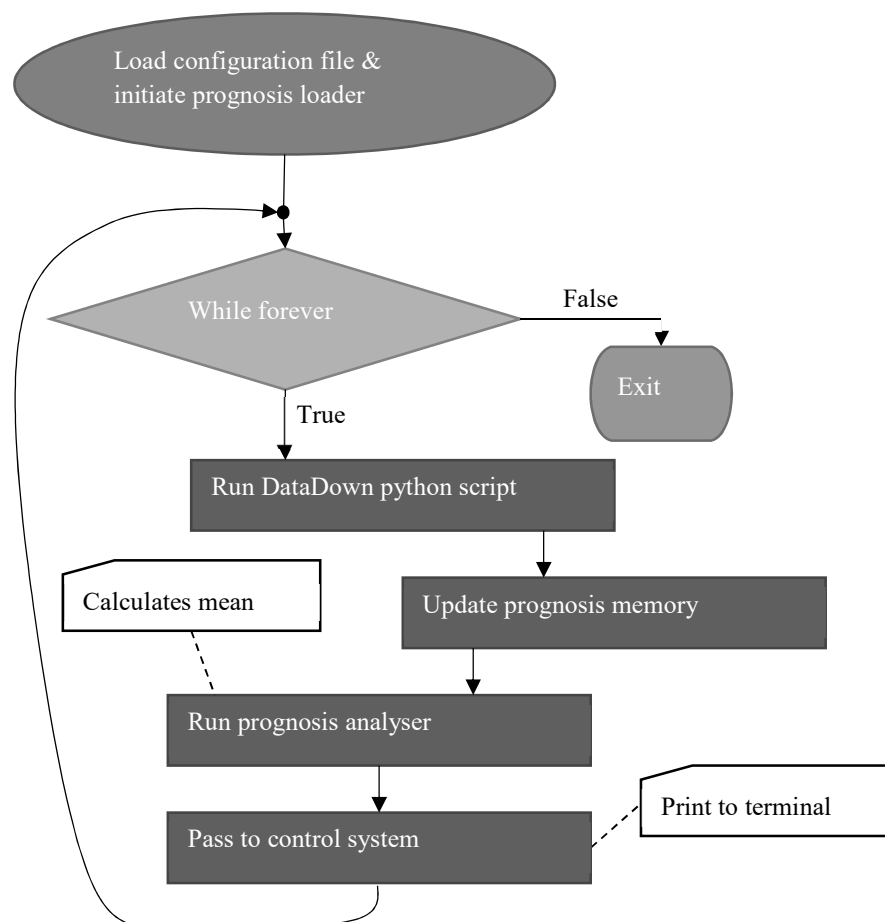 Load configuration file &
initiate prognosis loader
While forever
False
Exit
True
Run DataDown python script
Calculates mean
Update prognosis memory
Run prognosis analyser
Print to terminal
Pass to control system